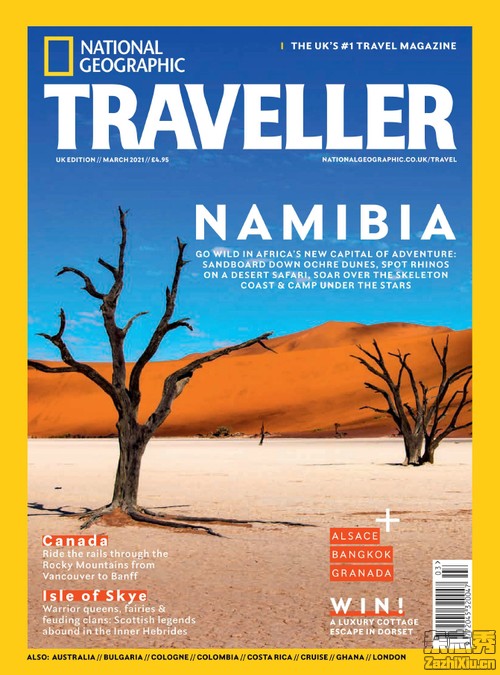 NATIONAL
GEOGRAPHIC
| THE UK'S #1 TRAVEL MAGAZINE
TRAVELLER
UK EDITION // MARCH 2021 // £4.95
NATIONALGEOGRAPHIC.CO.UK/TRAVEL
NAMIBIA
GO WILD IN AFRICA'S NEW CAPITAL OF ADVENTURE:
SANDBOARD DOWN OCHRE DUNES, SPOT RHINOS
ON A DESERT SAFARI, SOAR OVER THE SKELETON
COAST & CAMP UNDER THE STARS
Canada
Ride the rails through the
Rocky Mountains from
Vancouver to Banff
Isle of Skye
Warrior queens, fairies &
feuding clans: Scottish legends
abound in the Inner Hebrides
+
ALSACE
BANGKOK
GRANADA
WIN!
A LUXURY COTTAGE
ESCAPE IN DORSET
03>
ALSO: AUSTRALIA // BULGARIA // COLOGNE // COLOMBIA // COSTA RICA // CRUISE // GHANA // LONDON
杂志秀
ZaZhiXiu.cn